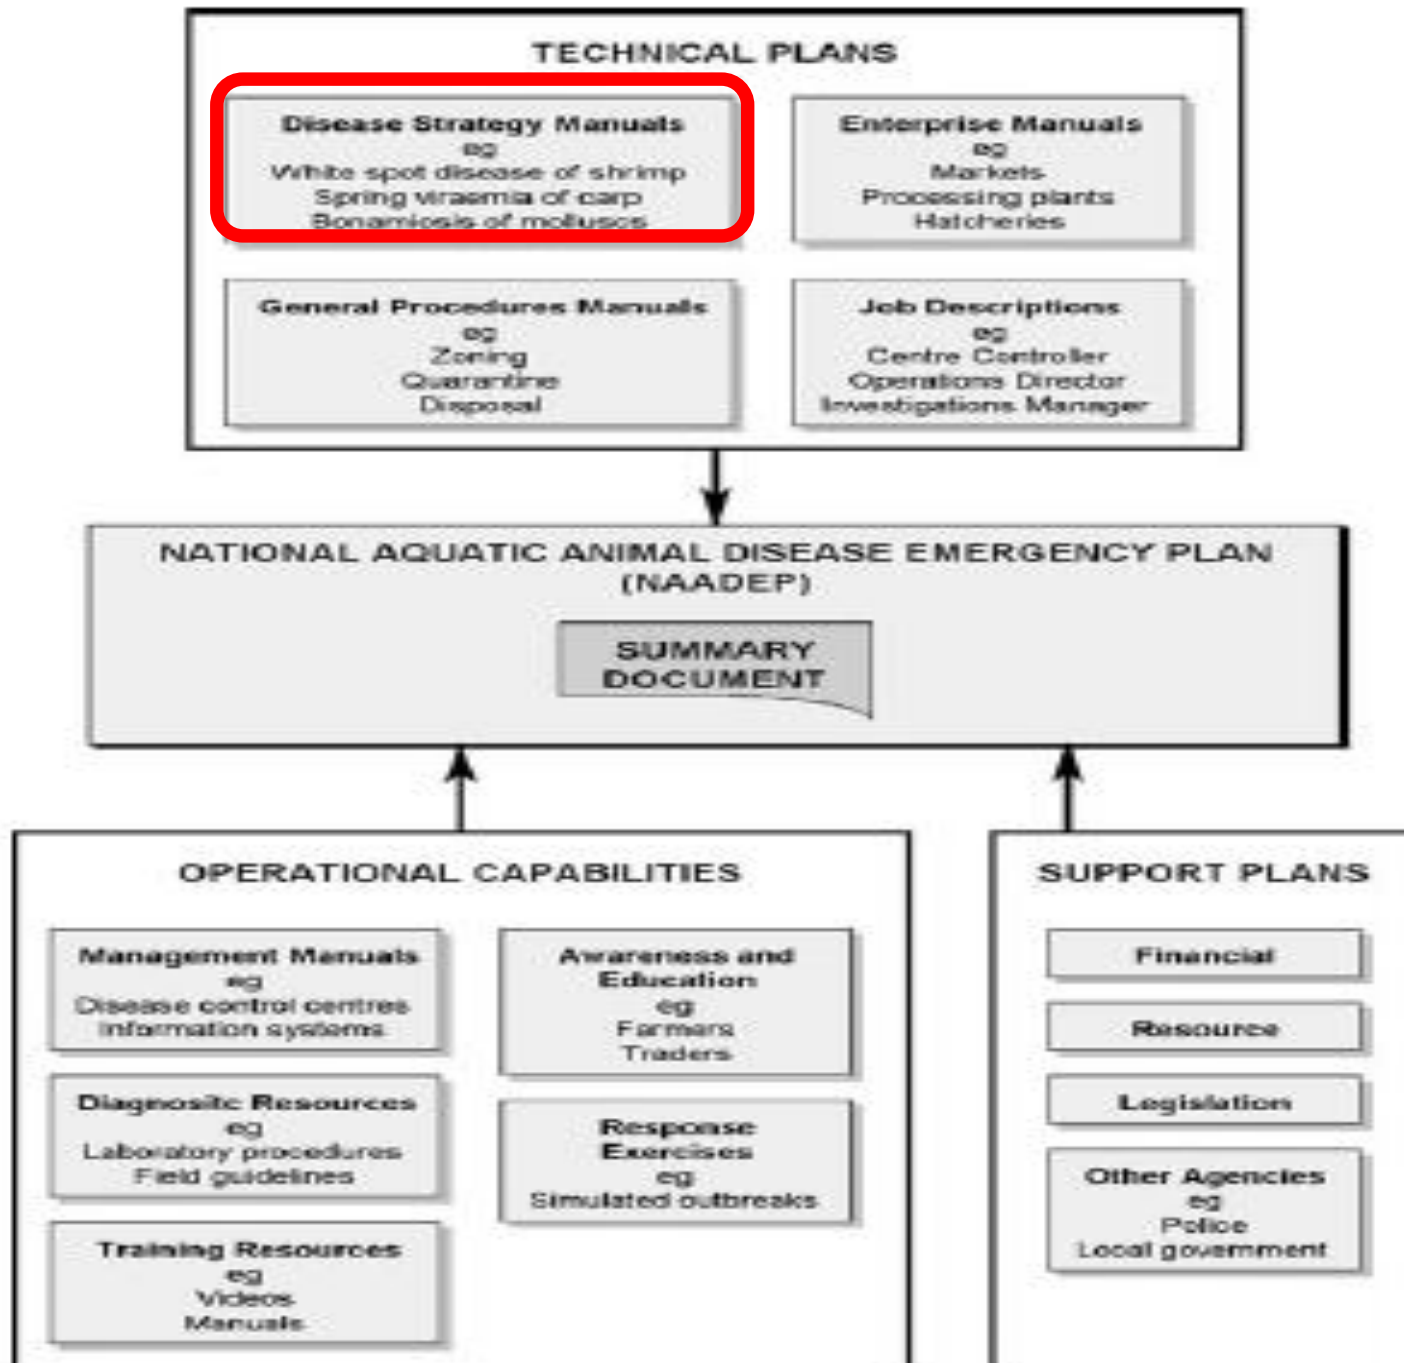 TECHNICAL PLANS
Disease Strategy Manuals
eg
White spot disease of shrimp
Spring viraemia of carp
Bonamiosis of molluscs
Enterprise Manuals
eg
Markets
Processing plants
Hatcheries
General Procedures Manuals
eg
Zoning
Quarantine
Disposal
Job Descriptions
eg
Centre Controller
Operations Director
Investigations Manager
NATIONAL AQUATIC ANIMAL DISEASE EMERGENCY PLAN
(NAADEP)
SUMMARY
DOCUMENT
OPERATIONAL CAPABILITIES
Management Manuals
eg
Disease control centres
Information systems
Diagnositc Resources
eg
Laboratory procedures
Field guidelines
Training Resources
eg
Videos
Manuals
Awareness and
Education
eg
Farmers
Traders
Response
Exercises
eg
Simulated outbreaks
SUPPORT PLANS
Financial
Resource
Legislation
Other Agencies
eg
Police
Local government